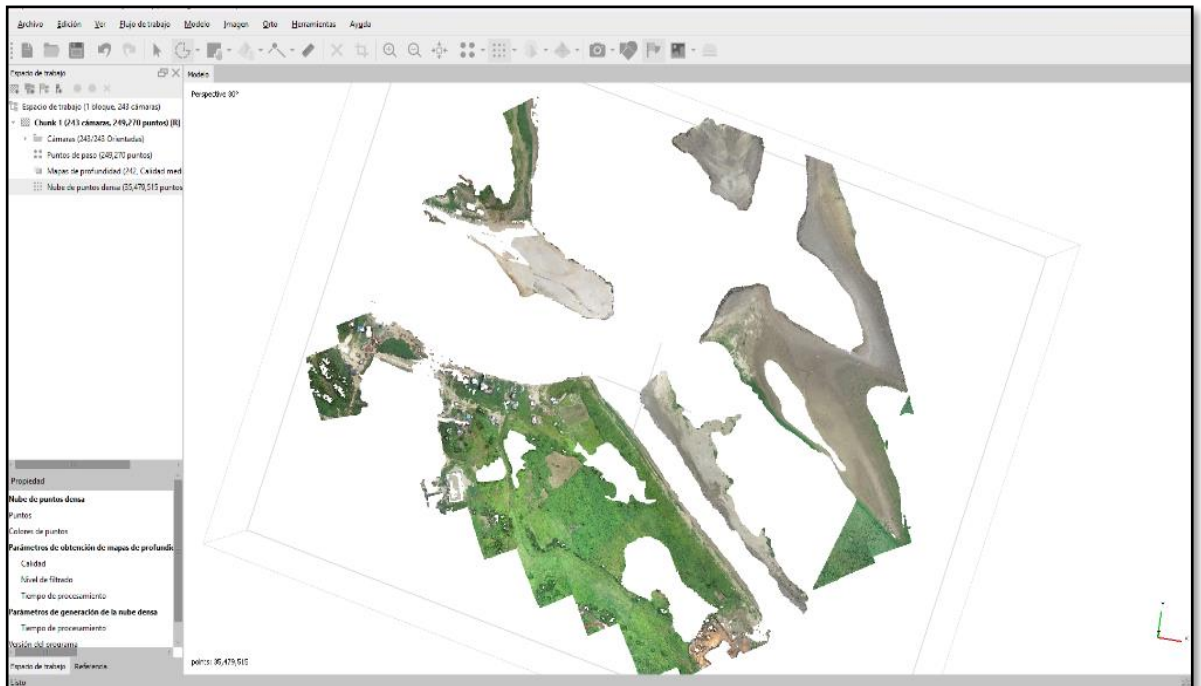 Archivo Edición Ver Flujo de trabajo Modelo Imagen Orto Herramientas Ayuda
Espacio de trabajo
Modelo
Perspective 30°
Espacio de trabajo (1 bloque, 243 cámaras)
Chunk 1 (243 cámaras, 249,270 puntos) [R]
Cámaras (243/243 Orientadas)
Puntos de paso (249,270 puntos)
Mapas de profundidad (242, Calidad med
Nube de puntos densa (35,479,515 puntos
Propiedad
Nube de puntos densa
Puntos
Colores de puntos
Parámetros de obtención de mapas de profundic
Calidad
Nivel de filtrado
Tiempo de procesamiento
Parámetros de generación de la nube densa
Tiempo de procesamiento
Versión del programa
points: 35,479,515
Espacio de trabajo Referencia
Listo